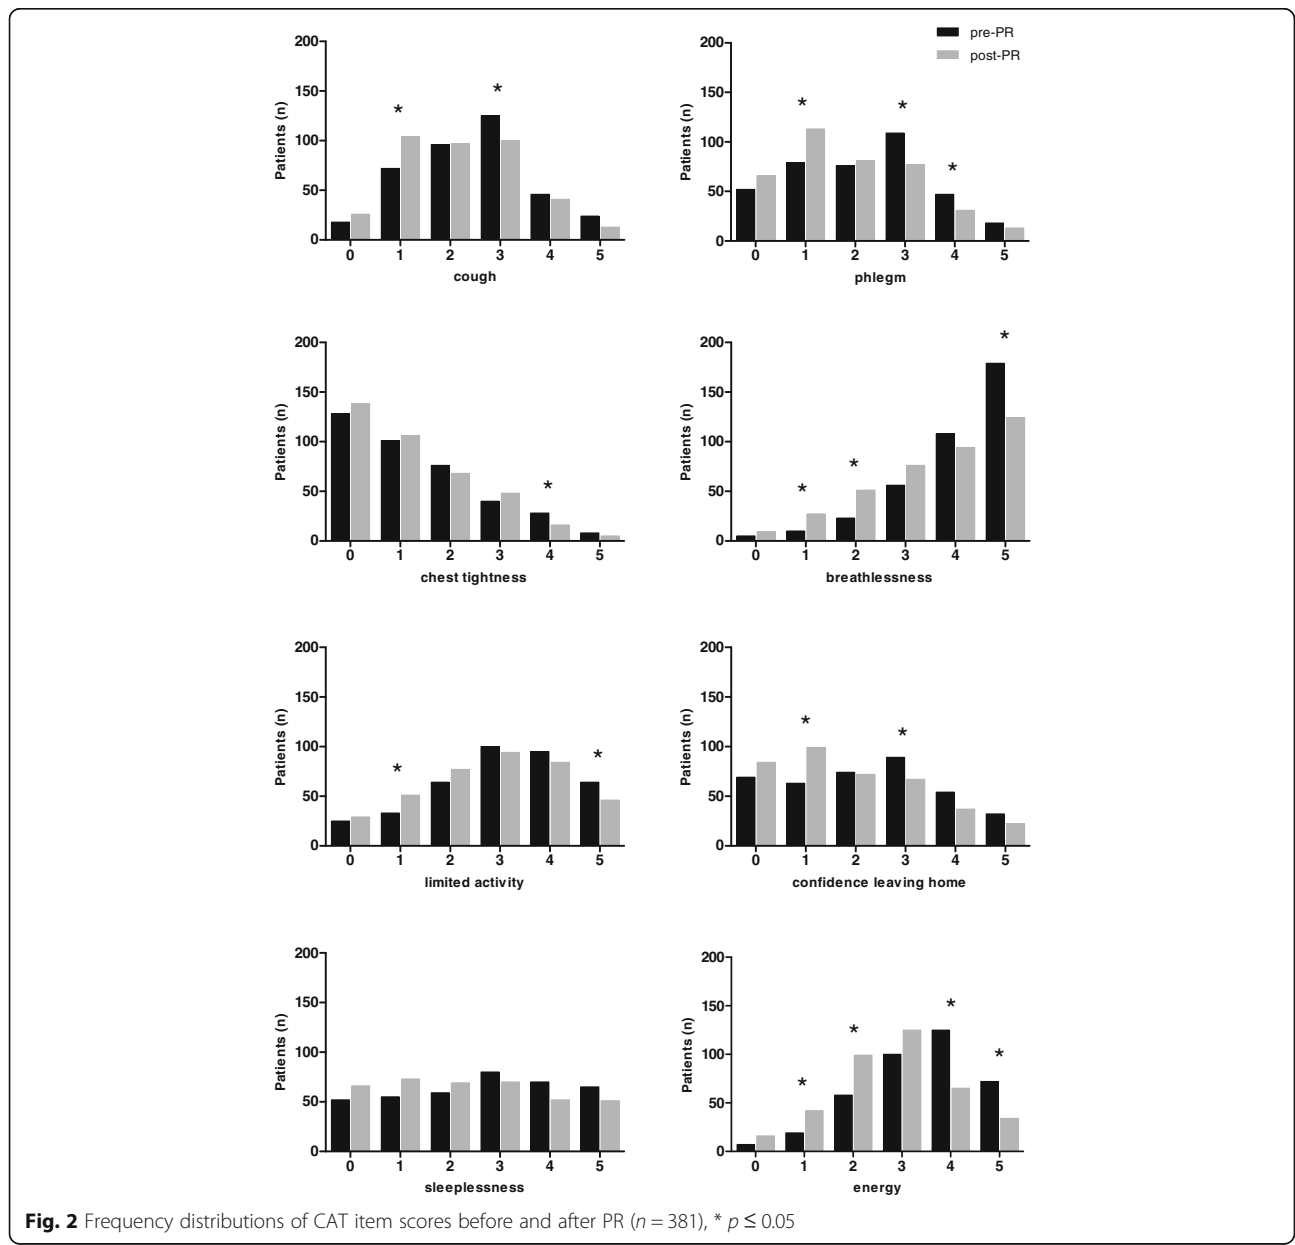 pre-PR
post-PR
Patients (n)
200
150
100
50
0
0 1 2 3 4 5
cough
*
*
Patients (n)
200
150
100
50
0
0 1 2 3 4 5
phlegm
*
*
*
Patients (n)
200
150
100
50
0
0 1 2 3 4 5
chest tightness
*
Patients (n)
200
150
100
50
0
0 1 2 3 4 5
breathlessness
*
*
*
Patients (n)
200
150
100
50
0
0 1 2 3 4 5
limited activity
*
*
Patients (n)
200
150
100
50
0
0 1 2 3 4 5
confidence leaving home
*
*
Patients (n)
200
150
100
50
0
0 1 2 3 4 5
sleeplessness
Patients (n)
200
150
100
50
0
0 1 2 3 4 5
energy
*
*
*
*
Fig. 2 Frequency distributions of CAT item scores before and after PR (n = 381), * p ≤ 0.05